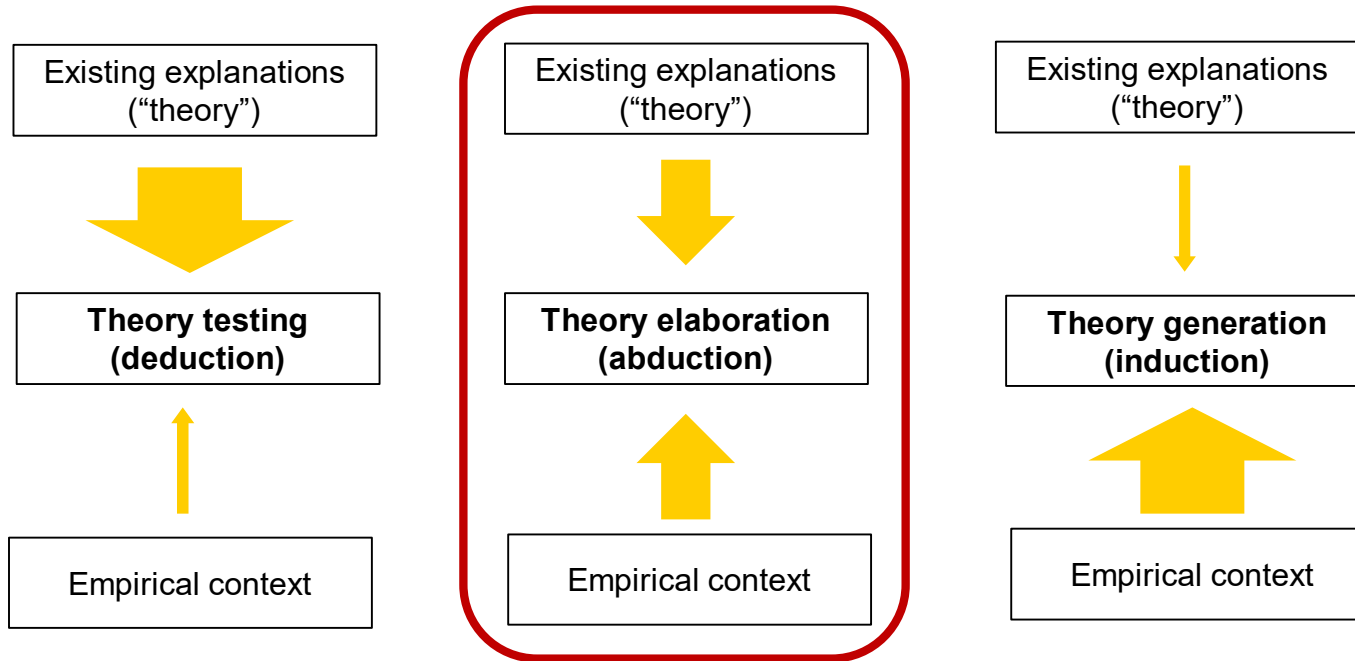 Existing explanations
(“theory”)
Theory testing
(deduction)
Empirical context
Existing explanations
(“theory”)
Theory elaboration
(abduction)
Empirical context
Existing explanations
(“theory”)
Theory generation
(induction)
Empirical context